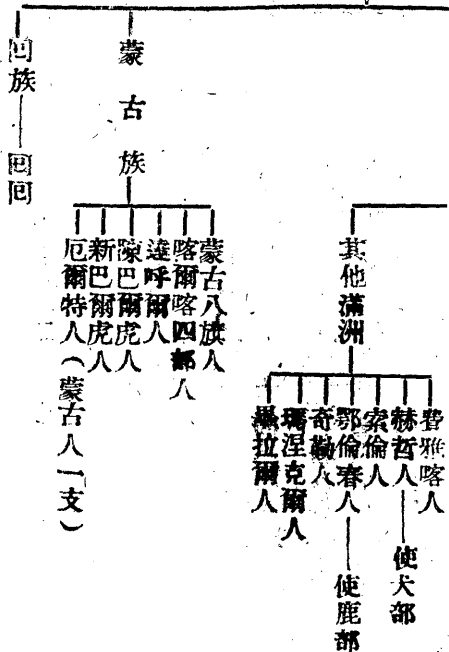 其他滿洲
費雅喀人
赫哲人——使犬部
索倫人
鄂倫春人——使鹿部
奇勒人
瑪涅克爾人
拉爾人
蒙古族
蒙古八旗人
喀爾喀四部人
達呼爾人
陳巴爾虎人
新巴爾虎人
厄爾特人(蒙古人一支)
回族——回回